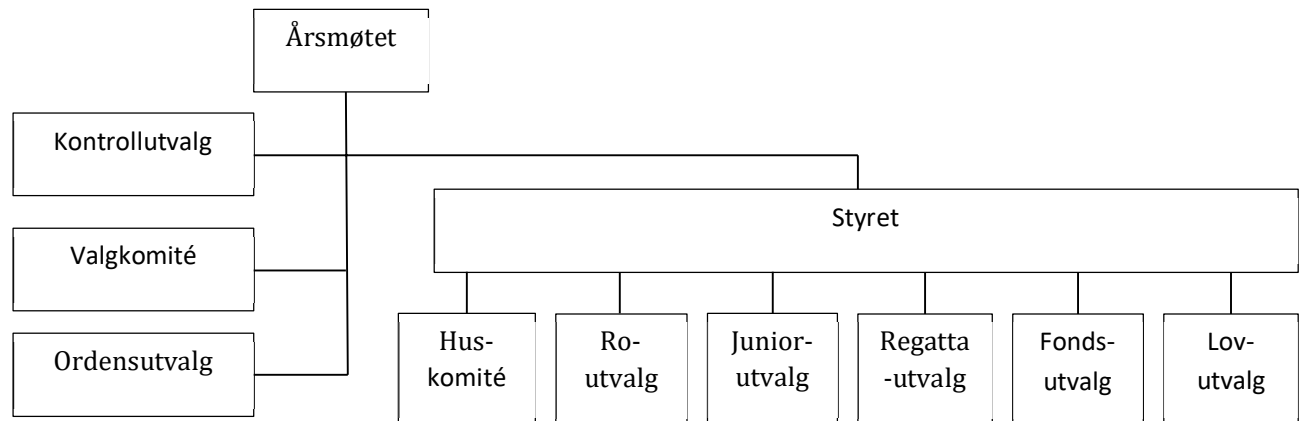 Årsmøtet
Kontrollutvalg
Styret
Valgkomité
Ordensutvalg
Hus-
komité
Ro-
utvalg
Junior-
utvalg
Regatta
-utvalg
Fonds-
utvalg
Lov-
utvalg